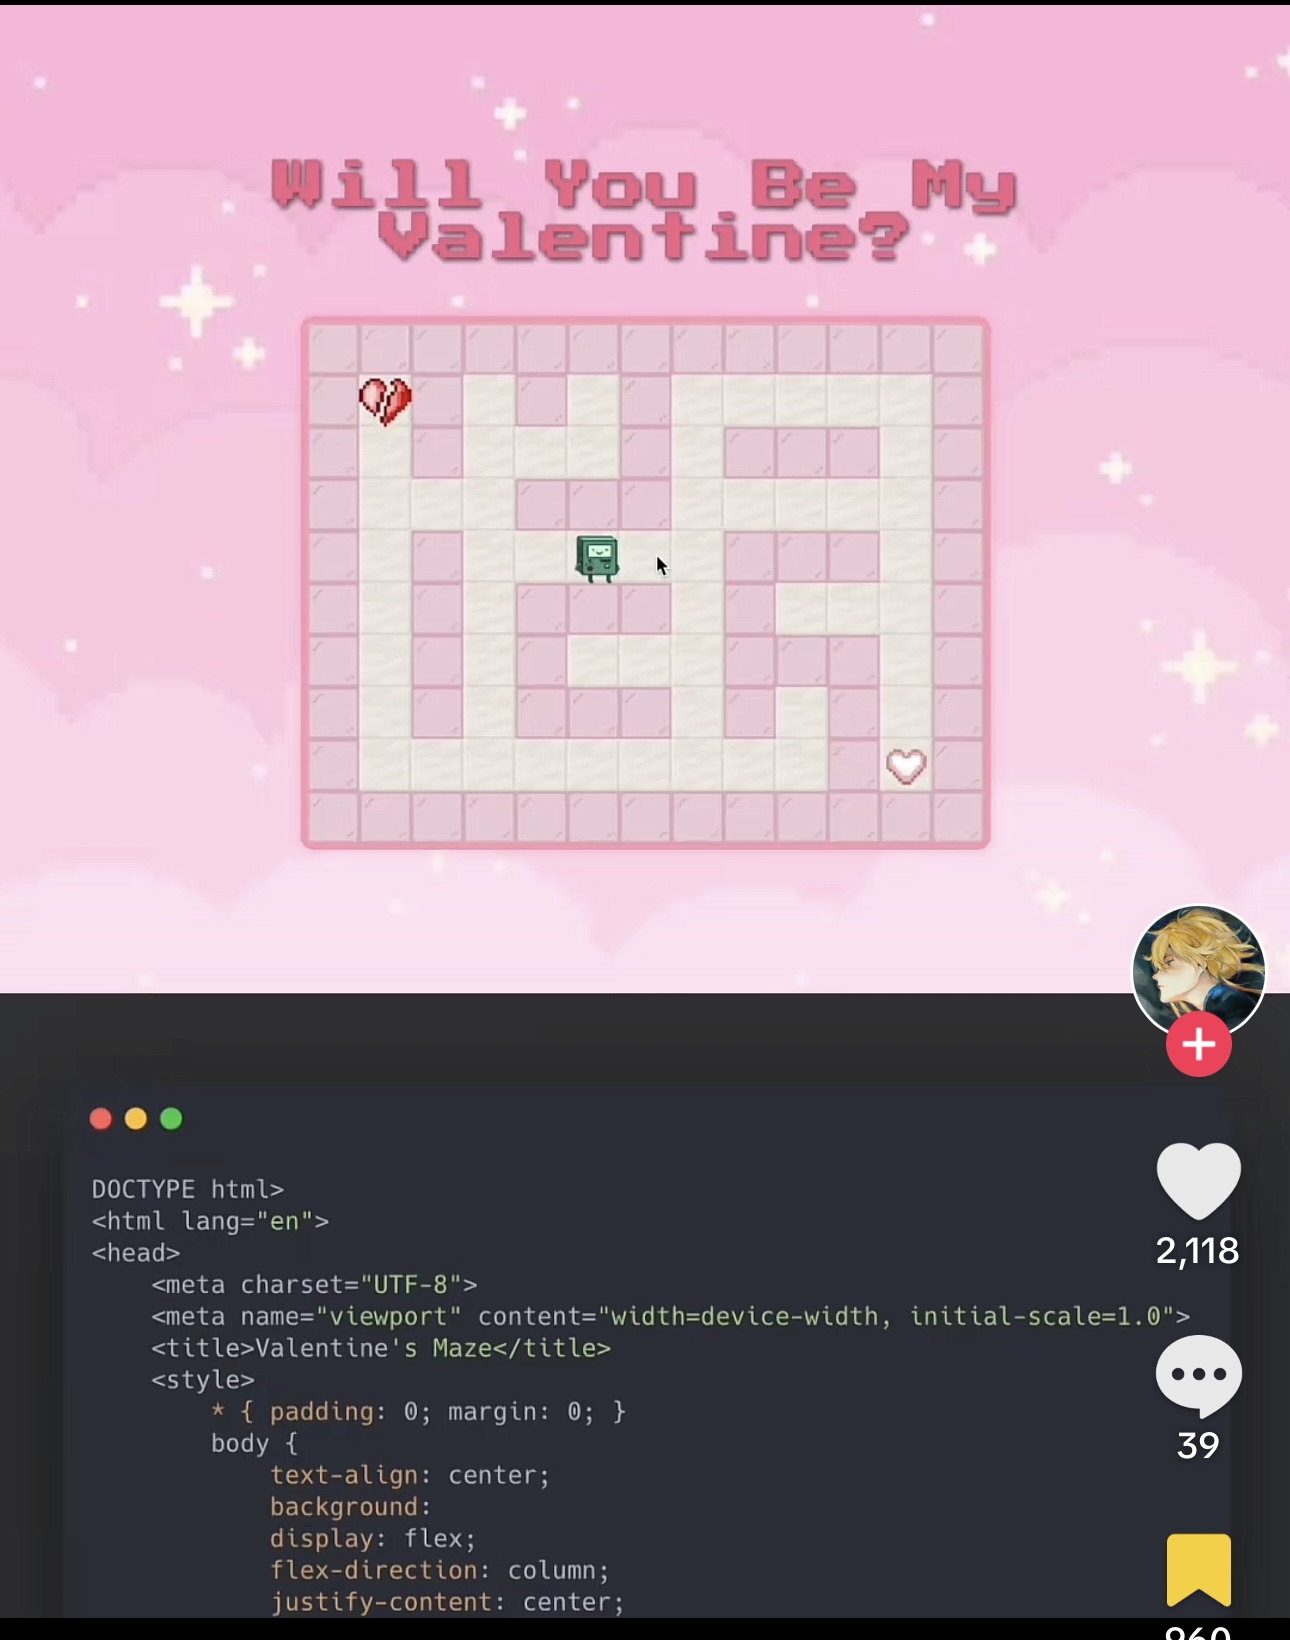 Will You Be My
Valentine?
DOCTYPE html>
<html lang="en">
<head>
<meta charset="UTF-8">
<meta name="viewport" content="width=device-width, initial-scale=1.0">
<title>Valentine's Maze</title>
<style>
* { padding: 0; margin: 0; }
body {
text-align: center;
background:
display: flex;
flex-direction: column;
justify-content: center;
2,118
39